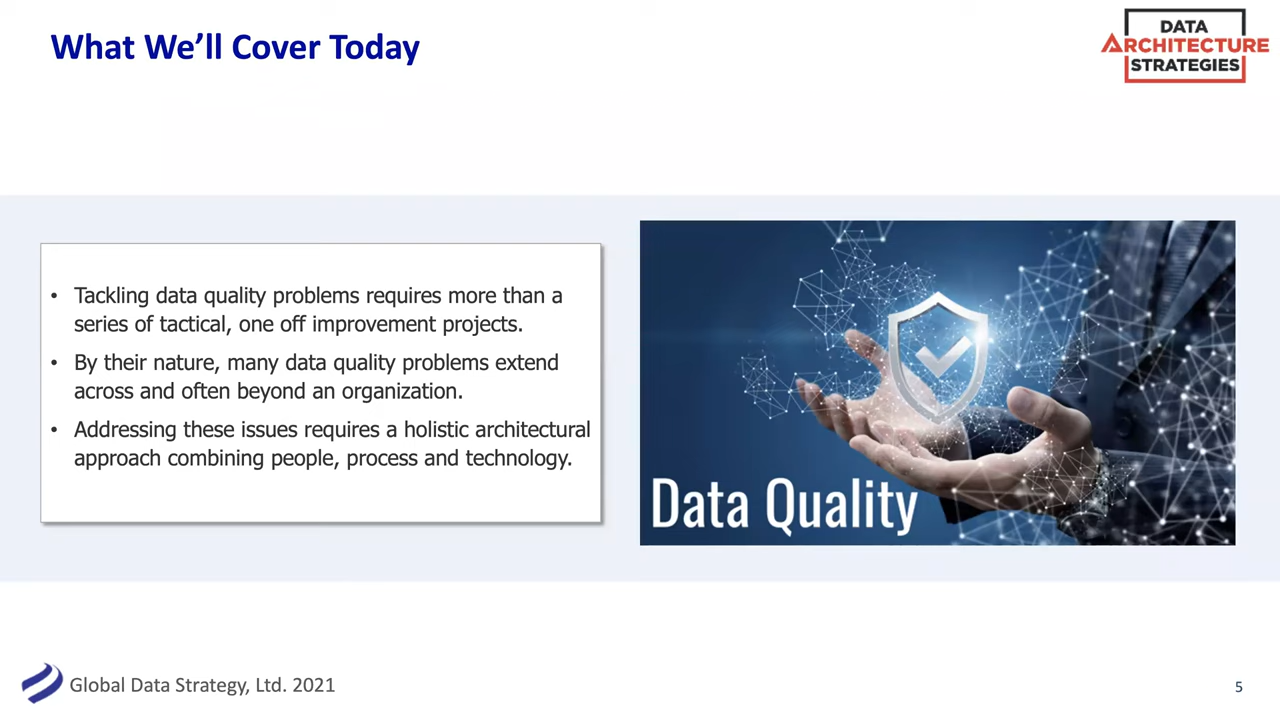 What We’ll Cover Today
DATA
ARCHITECTURE
STRATEGIES
• Tackling data quality problems requires more than a
series of tactical, one off improvement projects.
• By their nature, many data quality problems extend
across and often beyond an organization.
• Addressing these issues requires a holistic architectural
approach combining people, process and technology.
Data Quality
Global Data Strategy, Ltd. 2021
5